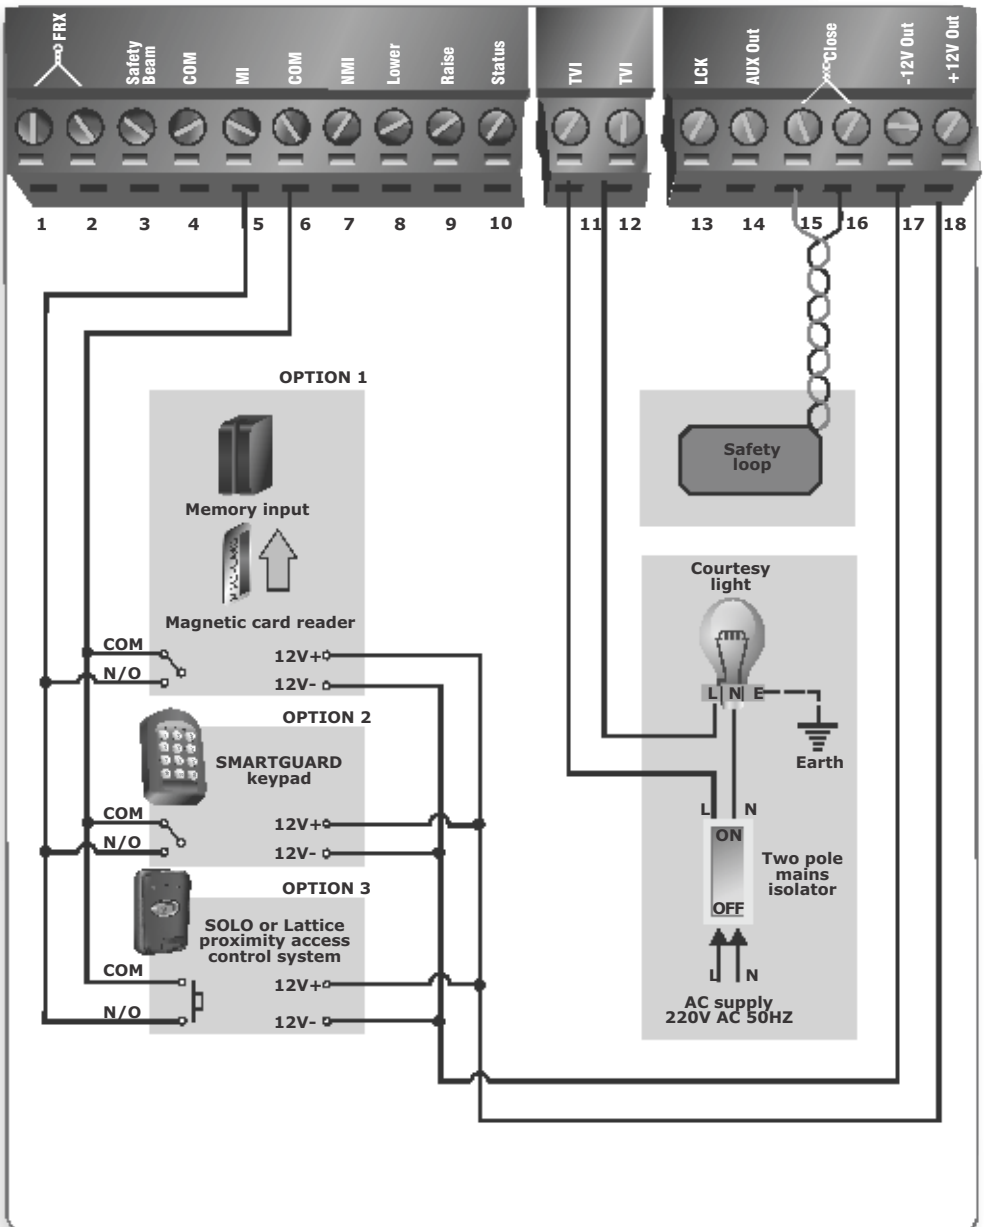 FRX
Safety
Beam
COM
MI
COM
NMI
Lower
Raise
Status
TVI
TVI
LCK
AUX Out
Close
-12V Out
+12V Out
1 2 3 4 5 6 7 8 9 10 11 12 13 14 15 16 17 18
OPTION 1
Memory input
Magnetic card reader
COM
N/O
12V+
12V-
OPTION 2
SMARTGUARD
keypad
COM
N/O
12V+
12V-
OPTION 3
SOLO or Lattice
proximity access
control system
COM
N/O
12V+
12V-
Safety
loop
Courtesy
light
L N E
Earth
L N
ON
OFF
Two pole
mains
isolator
L N
AC supply
220V AC 50HZ